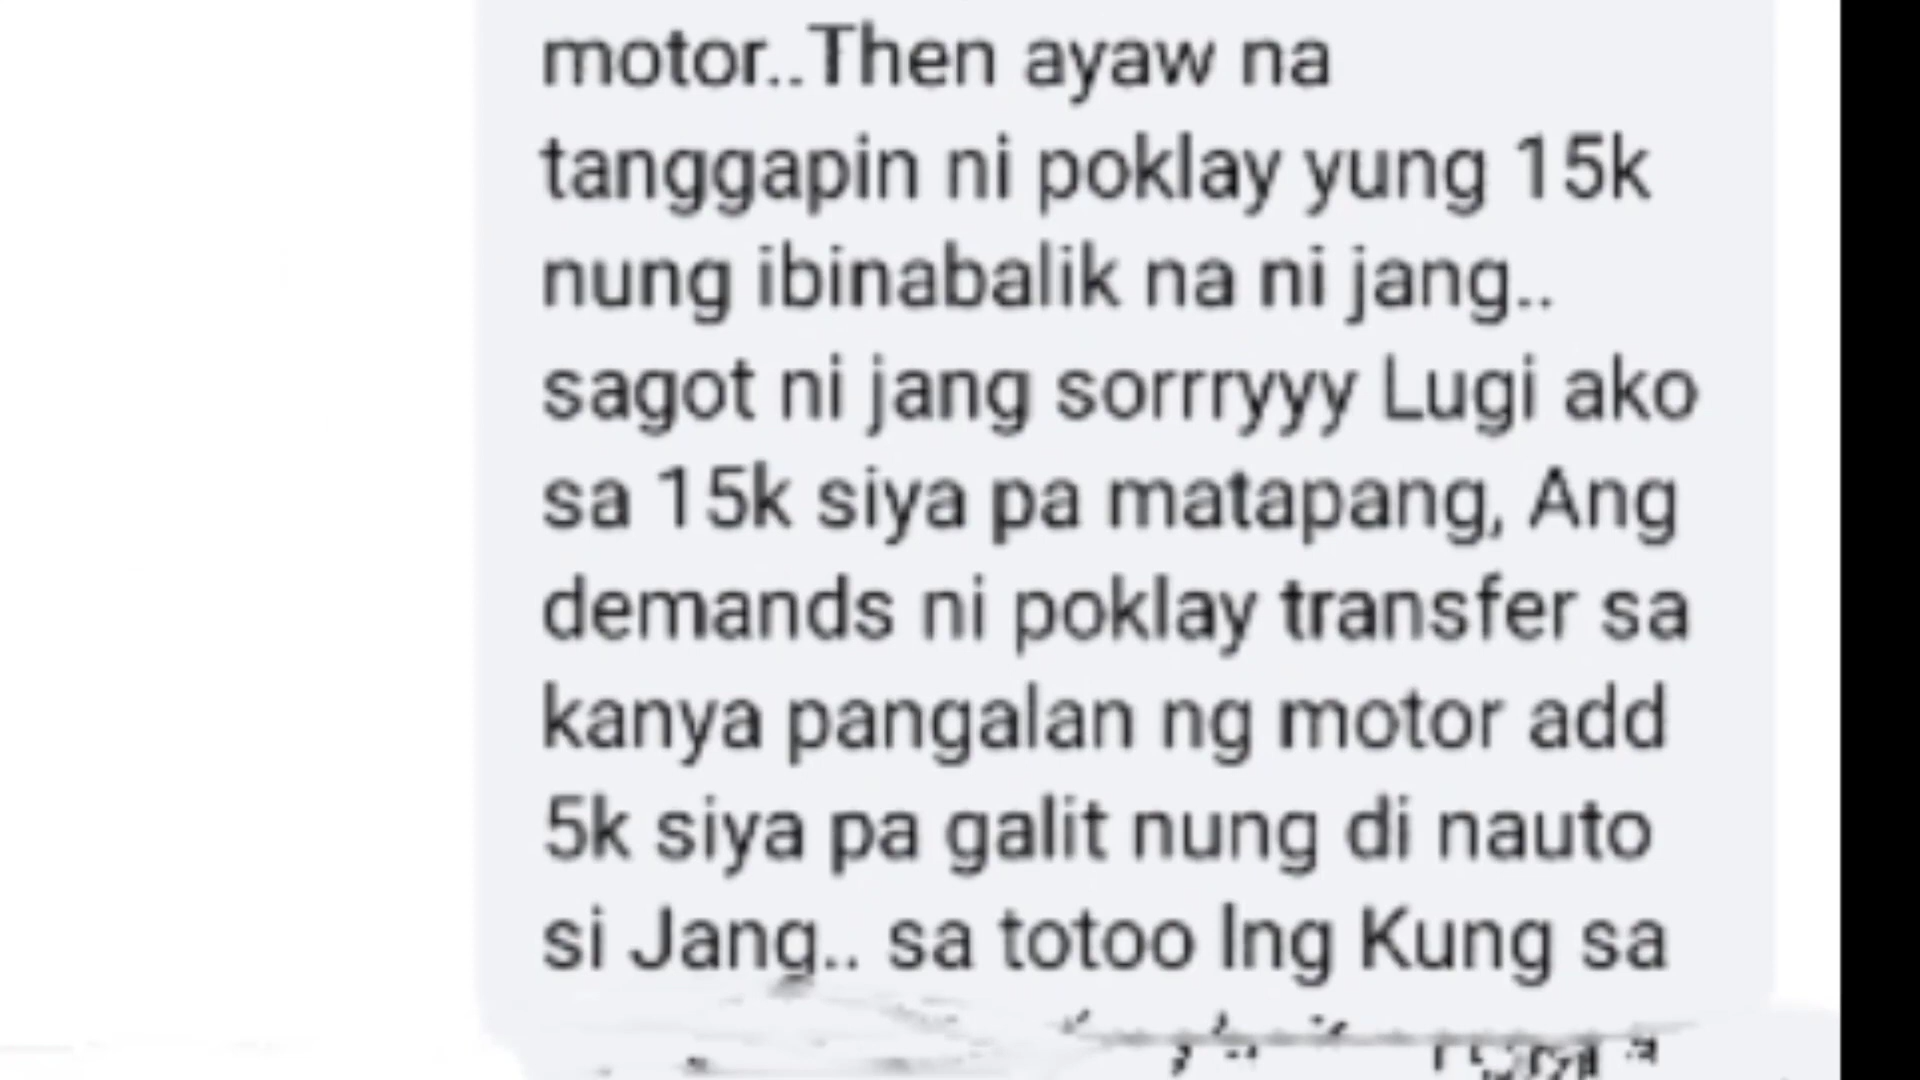 motor..Then ayaw na
tanggapin ni poklay yung 15k
nung ibinabalik na ni jang..
sagot ni jang sorrryyy Lugi ako
sa 15k siya pa matapang, Ang
demands ni poklay transfer sa
kanya pangalan ng motor add
5k siya pa galit nung di nauto
si Jang.. sa totoo lng Kung sa